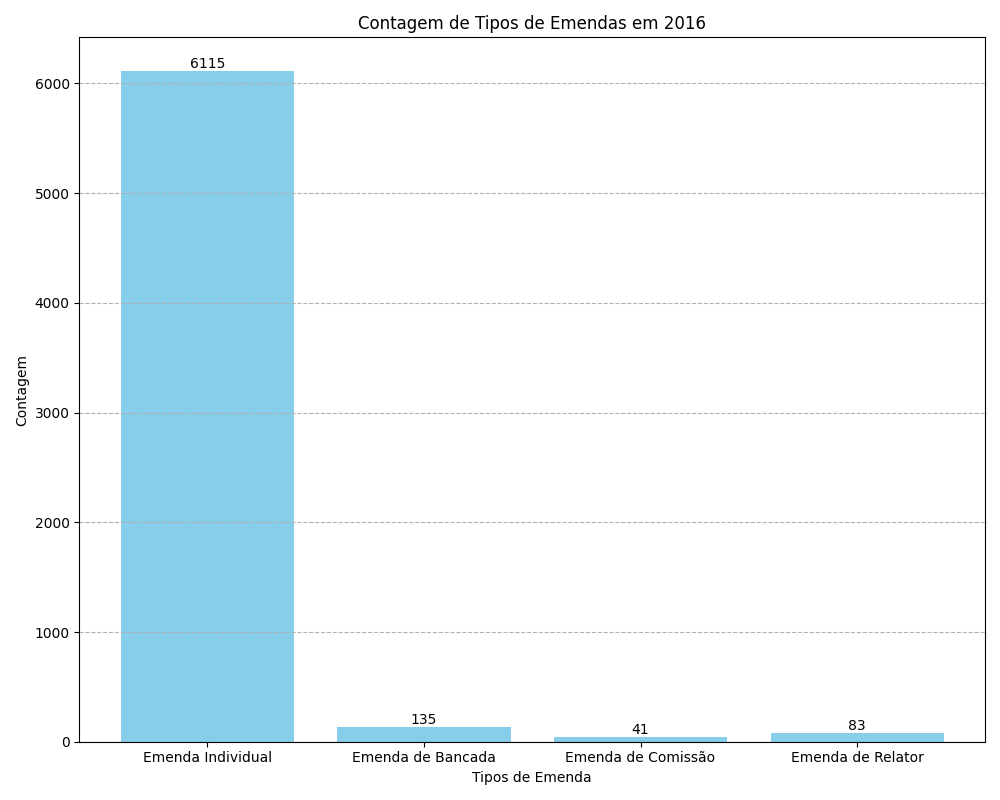 Contagem de Tipos de Emendas em 2016
Contagem
6000
5000
4000
3000
2000
1000
0
6115
135
41
83
Emenda Individual
Emenda de Bancada
Emenda de Comissão
Emenda de Relator
Tipos de Emenda